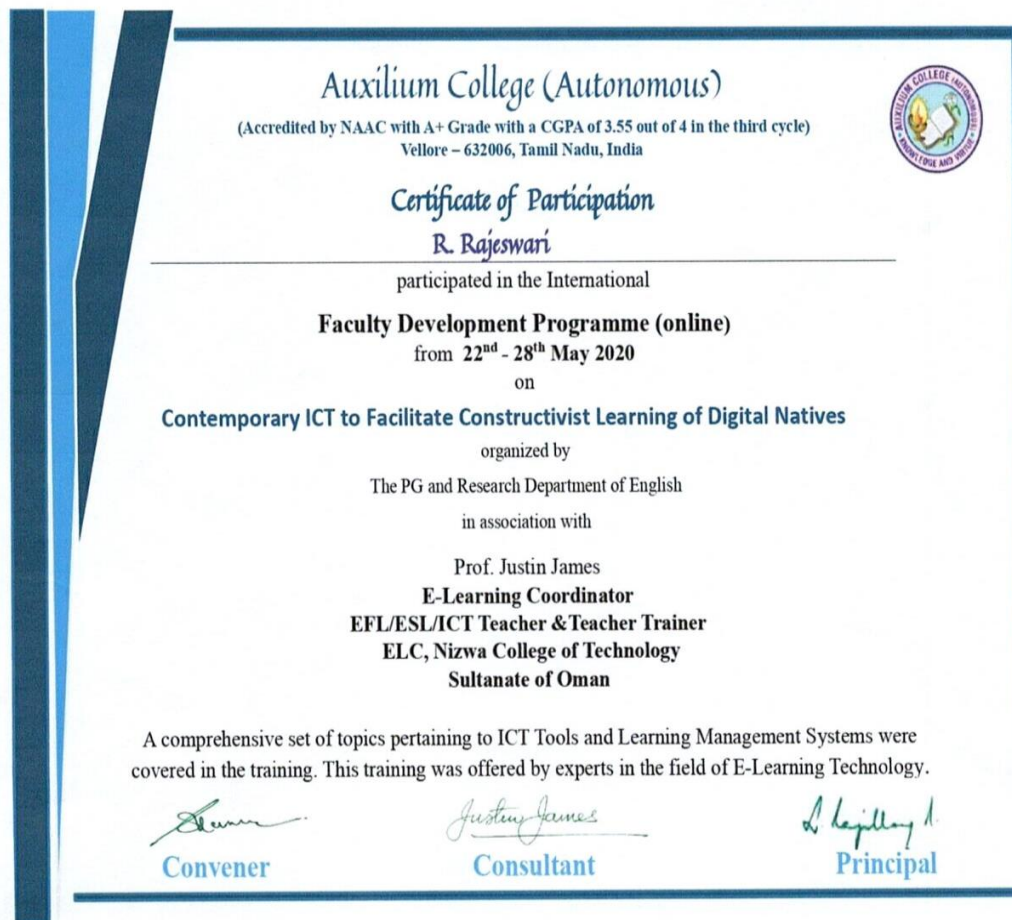 Auxilium College (Autonomous)
(Accredited by NAAC with A+ Grade with a CGPA of 3.55 out of 4 in the third cycle)
Vellore – 632006, Tamil Nadu, India
AUXILIUM COLLEGE (AUTONOMOUS)
KNOWLEDGE AND VIRTUE
Certificate of Participation
R. Rajeswari
participated in the International
Faculty Development Programme (online)
from 22nd - 28th May 2020
on
Contemporary ICT to Facilitate Constructivist Learning of Digital Natives
organized by
The PG and Research Department of English
in association with
Prof. Justin James
E-Learning Coordinator
EFL/ESL/ICT Teacher &Teacher Trainer
ELC, Nizwa College of Technology
Sultanate of Oman
A comprehensive set of topics pertaining to ICT Tools and Learning Management Systems were
covered in the training. This training was offered by experts in the field of E-Learning Technology.
Justin James
Convener Consultant Principal